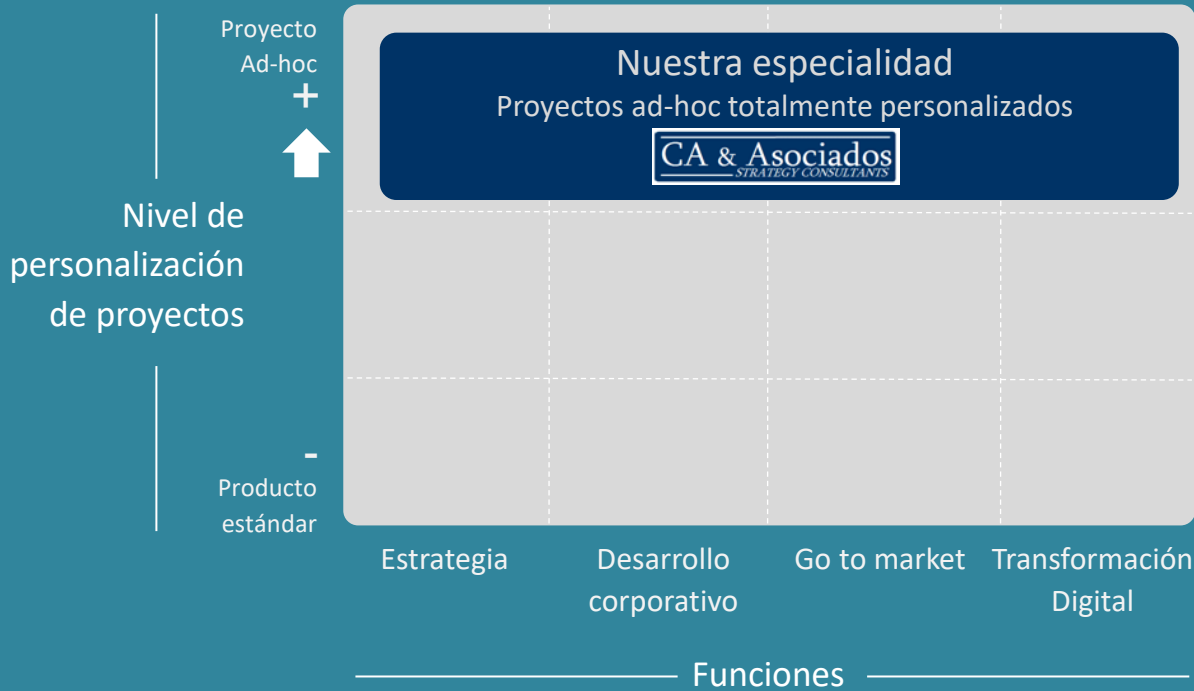 Proyecto
Ad-hoc
+
Nuestra especialidad
Proyectos ad-hoc totalmente personalizados
CA & Asociados
STRATEGY CONSULTANTS
Nivel de
personalización
de proyectos
-
Producto
estándar
Estrategia
Desarrollo
corporativo
Go to market
Transformación
Digital
Funciones